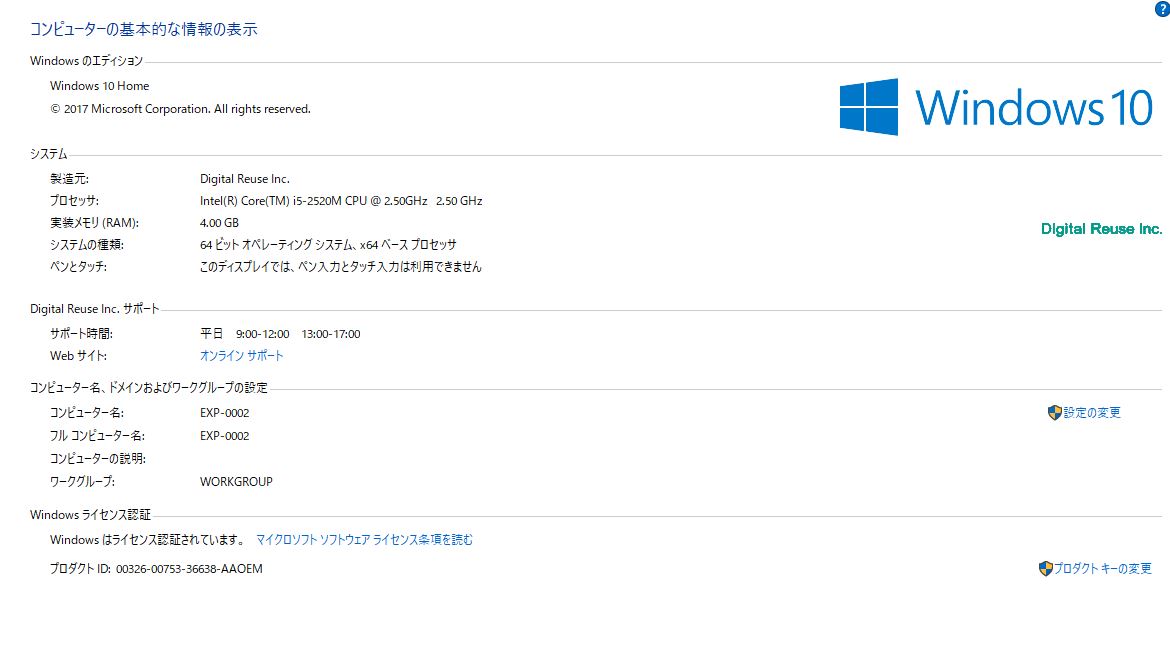 ?
コンピューターの基本的な情報の表示
Windows のエディション
Windows 10 Home
© 2017 Microsoft Corporation. All rights reserved.
Windows 10
システム
製造元: Digital Reuse Inc.
プロセッサ: Intel(R) Core(TM) i5-2520M CPU @ 2.50GHz 2.50 GHz
実装メモリ (RAM): 4.00 GB
Digital Reuse Inc.
システムの種類: 64 ビット オペレーティング システム、x64 ベース プロセッサ
ペンとタッチ: このディスプレイでは、ペン入力とタッチ入力は利用できません
Digital Reuse Inc. サポート
サポート時間: 平日 9:00-12:00 13:00-17:00
Web サイト: オンライン サポート
コンピューター名、ドメインおよびワークグループの設定
コンピューター名: EXP-0002 設定の変更
フル コンピューター名: EXP-0002
コンピューターの説明:
ワークグループ: WORKGROUP
Windows ライセンス認証
Windows はライセンス認証されています。 マイクロソフト ソフトウェア ライセンス条項を読む
プロダクト ID: 00326-00753-36638-AAOEM プロダクト キーの変更